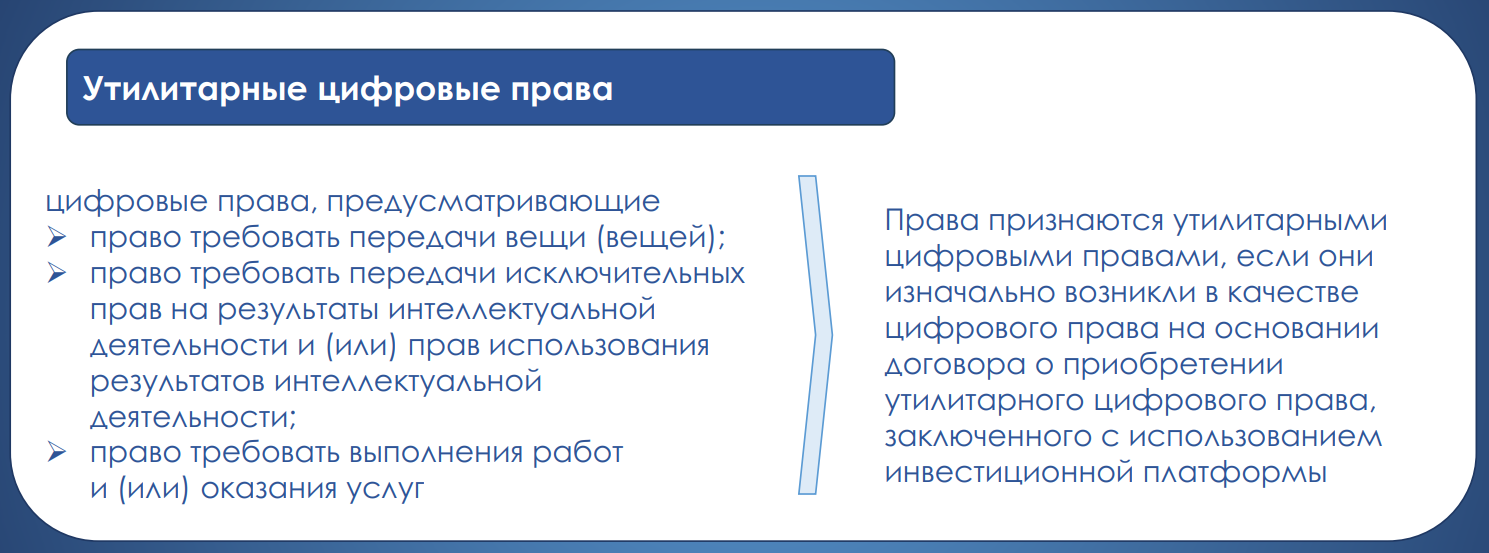 Утилитарные цифровые права
цифровые права, предусматривающие
➢ право требовать передачи вещи (вещей);
➢ право требовать передачи исключительных
прав на результаты интеллектуальной
деятельности и (или) прав использования
результатов интеллектуальной
деятельности;
➢ право требовать выполнения работ
и (или) оказания услуг
Права признаются утилитарными
цифровыми правами, если они
изначально возникли в качестве
цифрового права на основании
договора о приобретении
утилитарного цифрового права,
заключенного с использованием
инвестиционной платформы